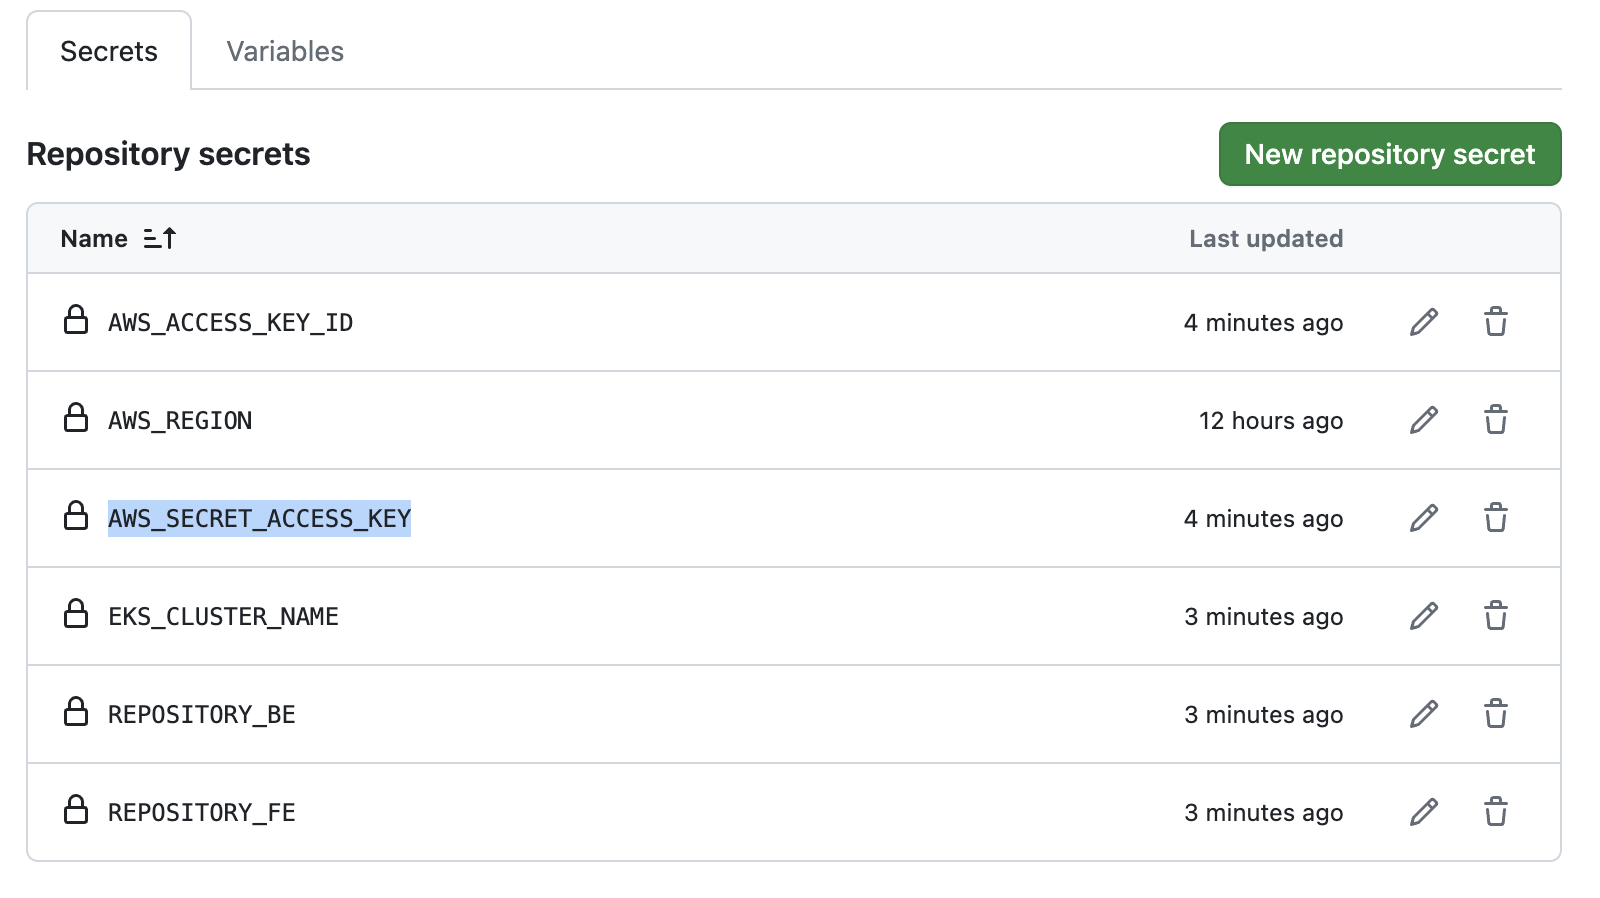 Secrets Variables
Repository secrets New repository secret
Name Last updated
AWS_ACCESS_KEY_ID 4 minutes ago
AWS_REGION 12 hours ago
AWS_SECRET_ACCESS_KEY 4 minutes ago
EKS_CLUSTER_NAME 3 minutes ago
REPOSITORY_BE 3 minutes ago
REPOSITORY_FE 3 minutes ago